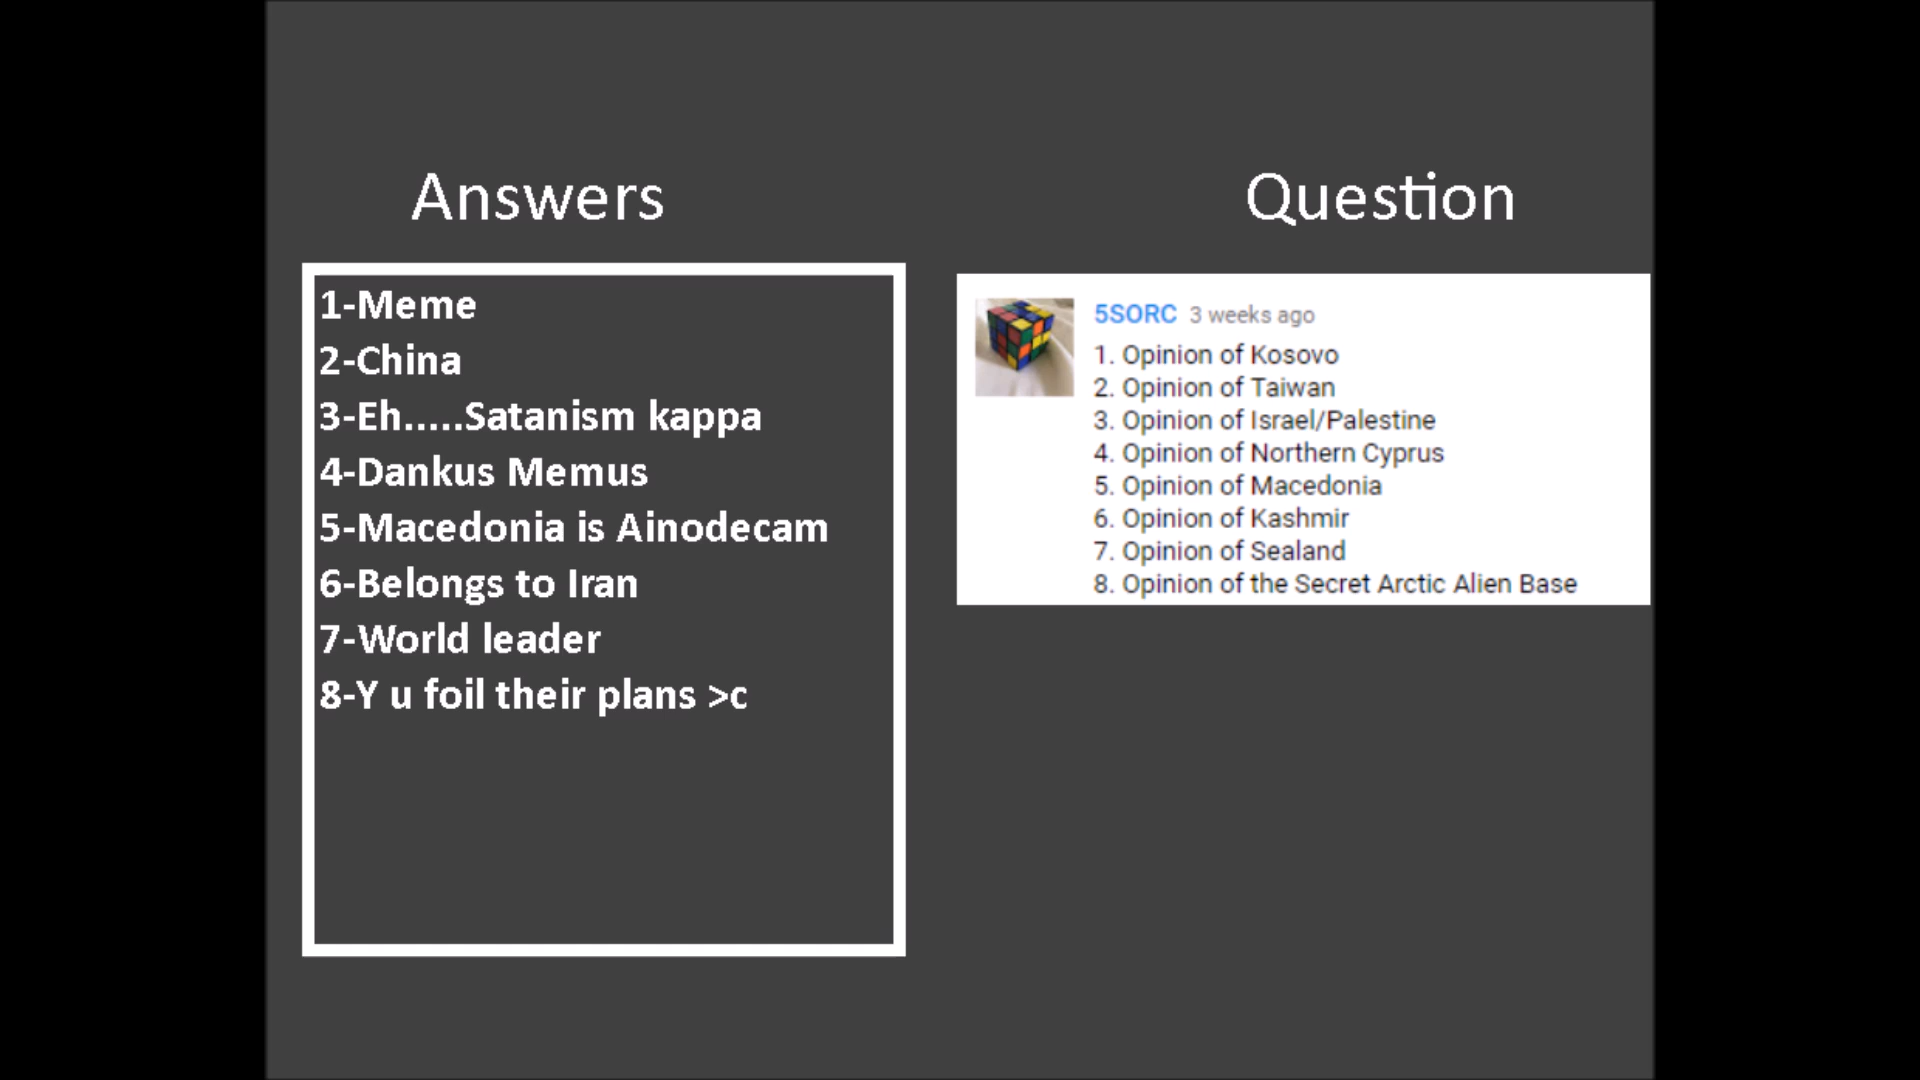 Answers
1-Meme
2-China
3-Eh.....Satanism kappa
4-Dankus Memus
5-Macedonia is Ainodecam
6-Belongs to Iran
7-World leader
8-Y u foil their plans >c
Question
5SORC 3 weeks ago
1. Opinion of Kosovo
2. Opinion of Taiwan
3. Opinion of Israel/Palestine
4. Opinion of Northern Cyprus
5. Opinion of Macedonia
6. Opinion of Kashmir
7. Opinion of Sealand
8. Opinion of the Secret Arctic Alien Base